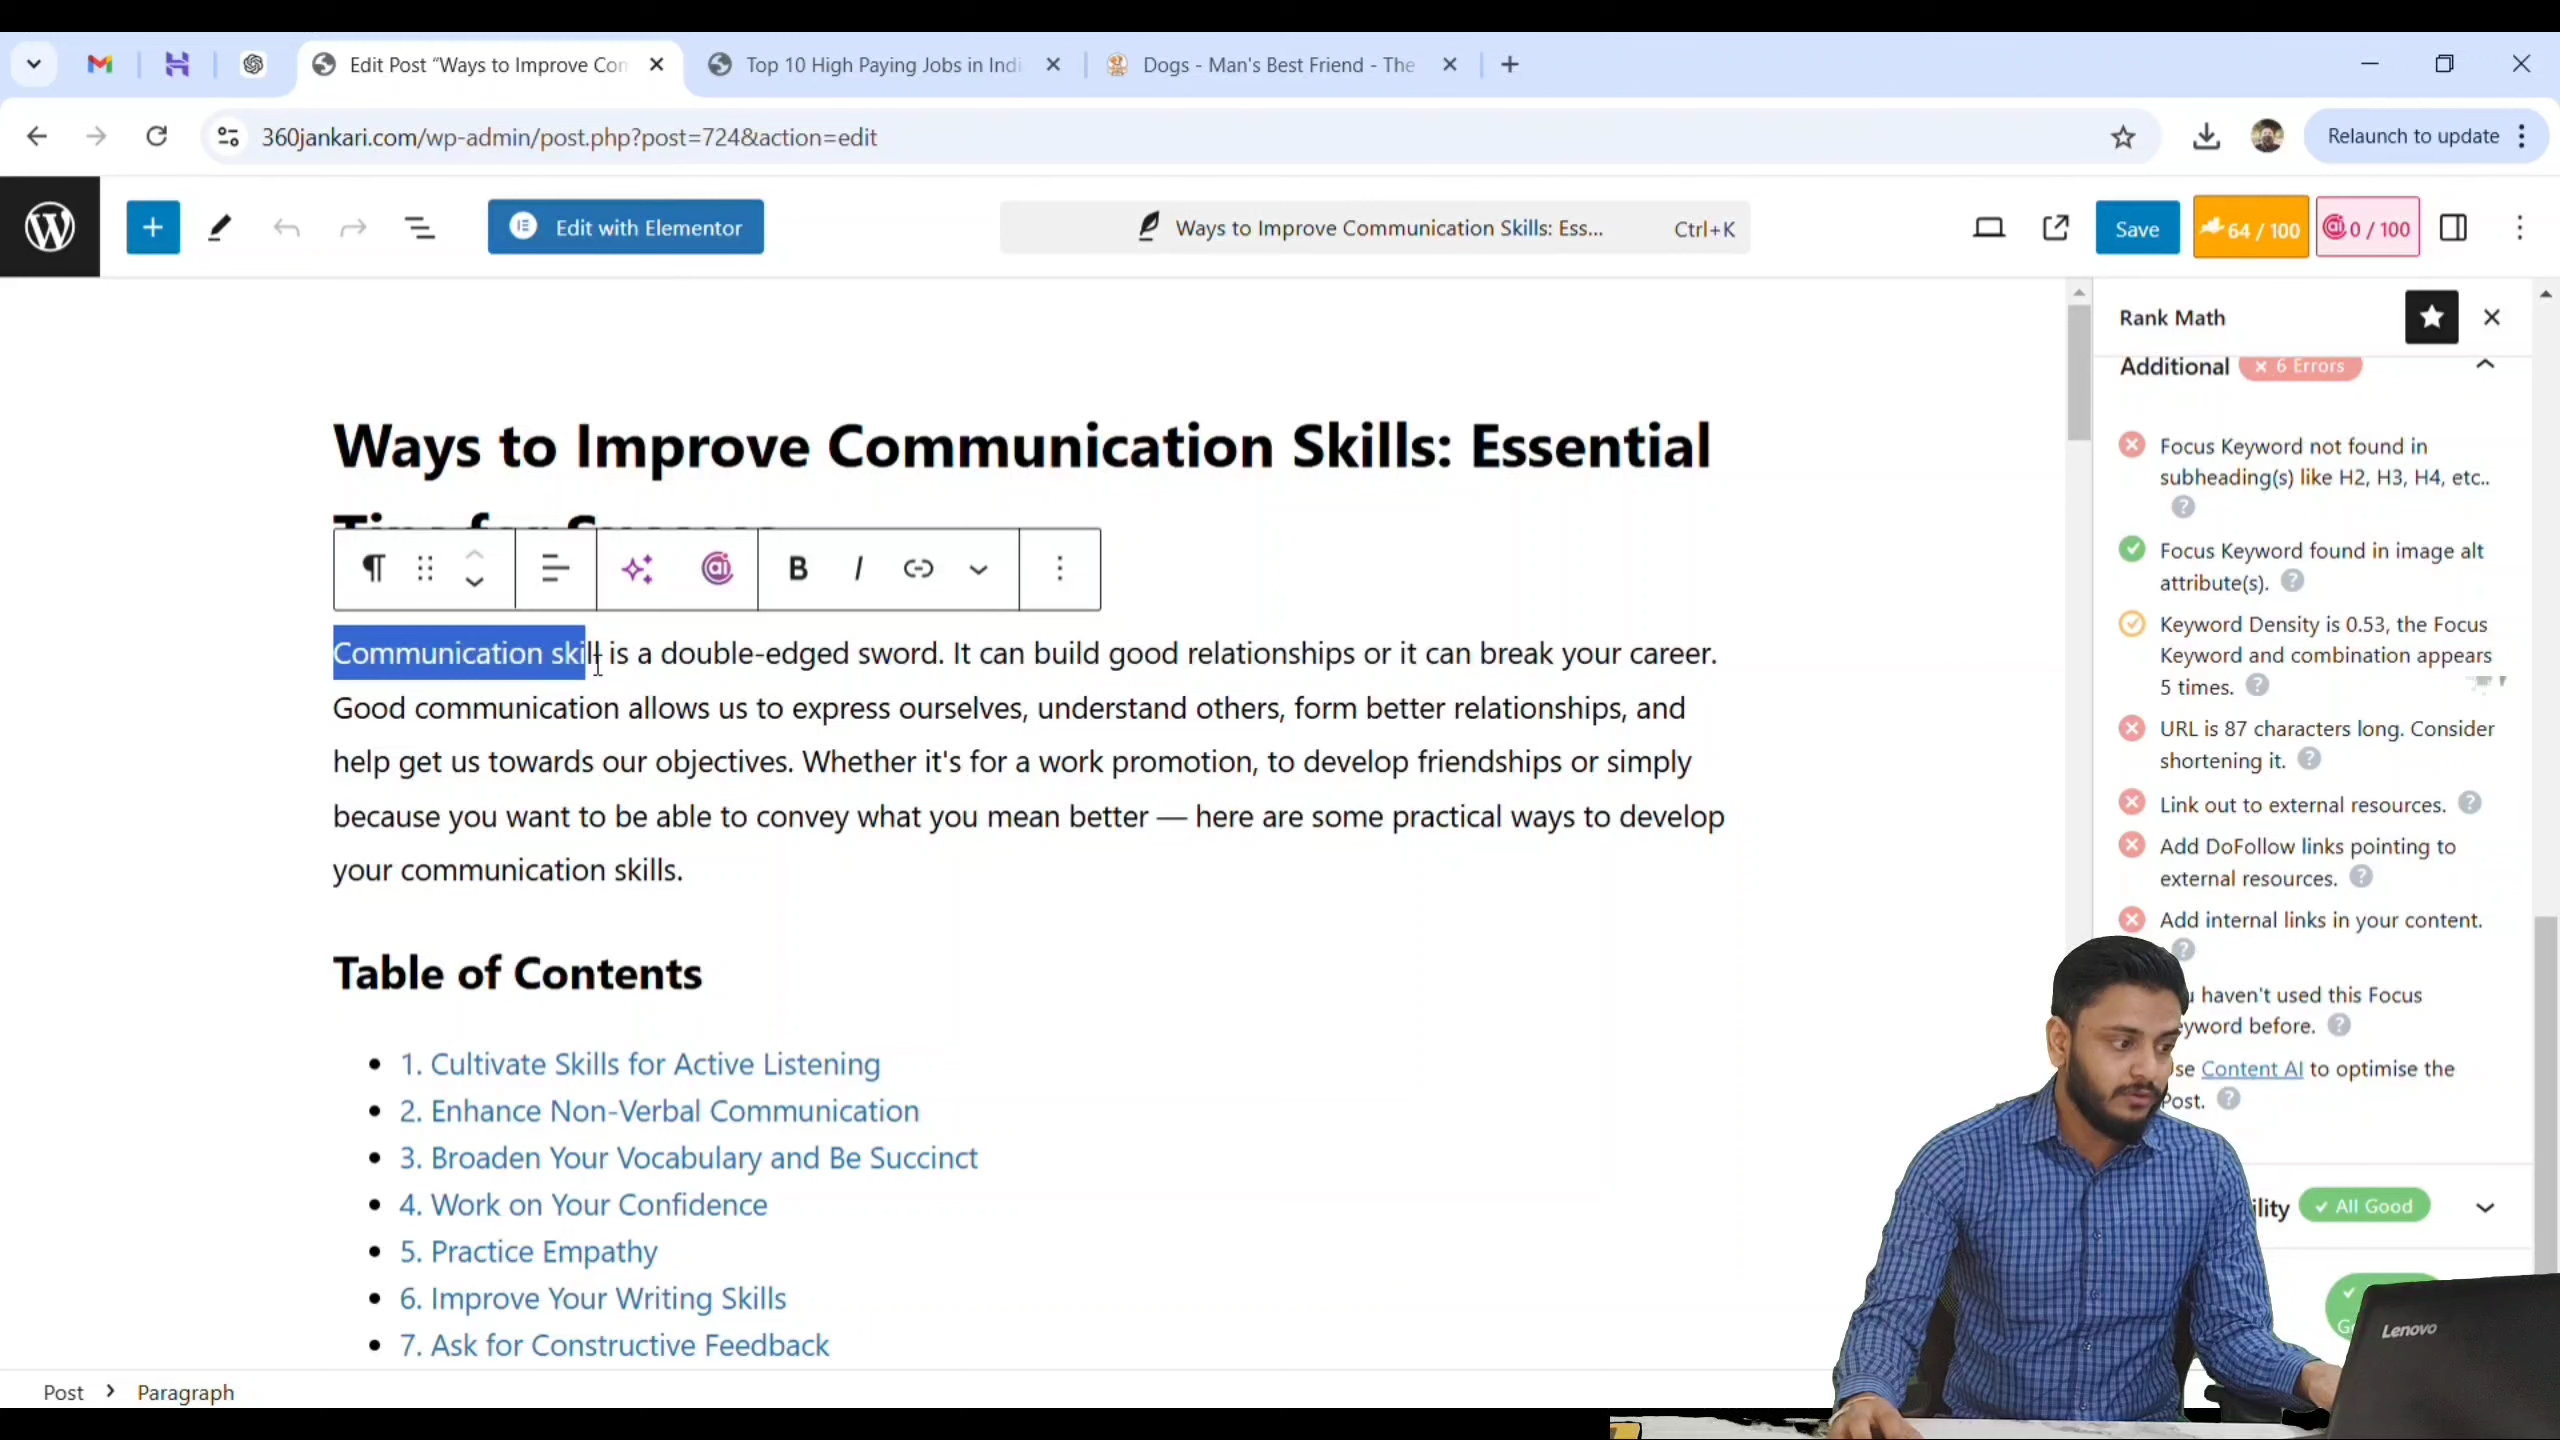 Edit Post "Ways to Improve Con
Top 10 High Paying Jobs in Indi
Dogs - Man's Best Friend - The
360jankari.com/wp-admin/post.php?post=724&action=edit
Relaunch to update
Edit with Elementor
Ways to Improve Communication Skills: Ess...
Ctrl+K
Save
64 / 100
0 / 100
Rank Math
Additional
× 6 Errors
Focus Keyword not found in
subheading(s) like H2, H3, H4, etc..
Focus Keyword found in image alt
attribute(s).
Keyword Density is 0.53, the Focus
Keyword and combination appears
5 times.
URL is 87 characters long. Consider
shortening it.
Link out to external resources.
Add DoFollow links pointing to
external resources.
Add internal links in your content.
u haven't used this Focus
yword before.
se Content AI to optimise the
Post.
ility
All Good
Ways to Improve Communication Skills: Essential
B I
Communication skill is a double-edged sword. It can build good relationships or it can break your career.
Good communication allows us to express ourselves, understand others, form better relationships, and
help get us towards our objectives. Whether it's for a work promotion, to develop friendships or simply
because you want to be able to convey what you mean better — here are some practical ways to develop
your communication skills.
Table of Contents
1. Cultivate Skills for Active Listening
2. Enhance Non-Verbal Communication
3. Broaden Your Vocabulary and Be Succinct
4. Work on Your Confidence
5. Practice Empathy
6. Improve Your Writing Skills
7. Ask for Constructive Feedback
Post > Paragraph
Lenovo